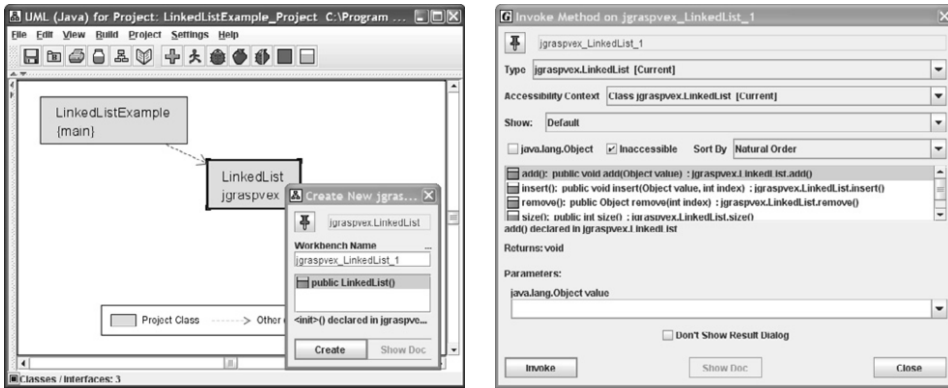 UML (Java) for Project: LinkedListExample_Project C:\Program ...
File Edit View Build Project Settings Help
LinkedListExample
{main}
LinkedList
jgraspvex
Create New jgras...
jgraspvex.LinkedList
Workbench Name ...
jgraspvex_LinkedList_1
public LinkedList()
<init>() declared in jgraspve...
Create Show Doc
Project Class Other
Classes / Interfaces: 3
Invoke Method on jgraspvex_LinkedList_1
jgraspvex_LinkedList_1
Type jgraspvex.LinkedList [Current]
Accessibility Context Class jgraspvex.LinkedList [Current]
Show: Default
java.lang.Object Inaccessible Sort By Natural Order
add(): public void add(Object value) : jgraspvex.LinkedList.add()
insert(): public void insert(Object value, int index) : jgraspvex.LinkedList.insert()
remove(): public Object remove(int index) : jgraspvex.LinkedList.remove()
size(): public int size() : jgraspvex.LinkedList.size()
add() declared in jgraspvex.LinkedList
Returns: void
Parameters:
java.lang.Object value
Don't Show Result Dialog
Invoke Show Doc Close